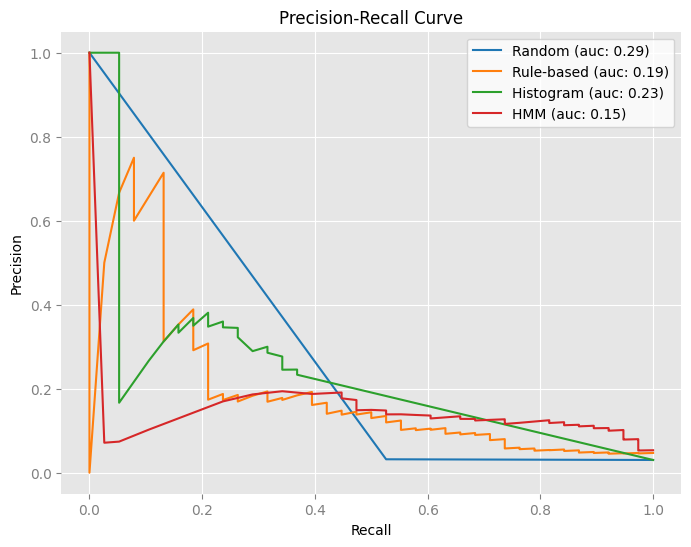 Precision-Recall Curve
Random (auc: 0.29)
Rule-based (auc: 0.19)
Histogram (auc: 0.23)
HMM (auc: 0.15)
Precision
1.0
0.8
0.6
0.4
0.2
0.0
0.0 0.2 0.4 0.6 0.8 1.0
Recall